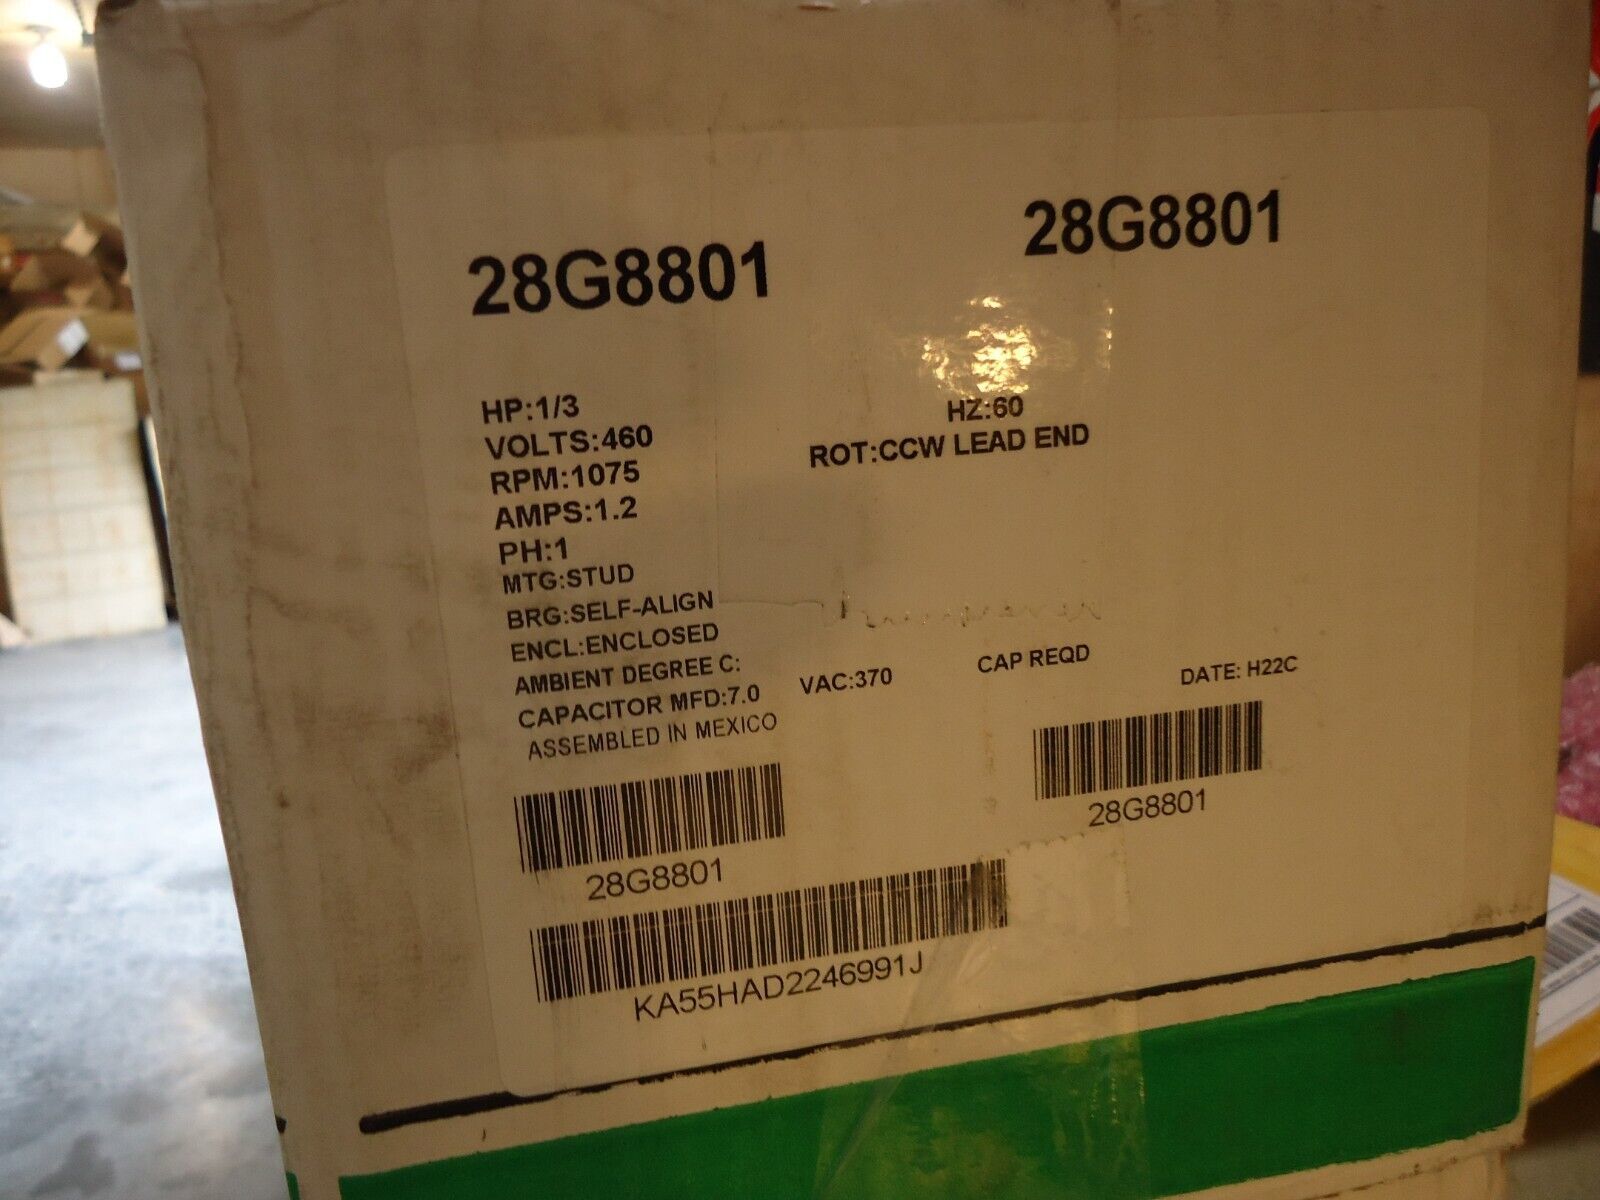 28G8801
28G8801
HP:1/3
HZ:60
VOLTS:460
ROT:CCW LEAD END
RPM:1075
AMPS:1.2
PH:1
MTG:STUD
BRG:SELF-ALIGN
ENCL:ENCLOSED
AMBIENT DEGREE C:
CAPACITOR MFD:7.0 VAC:370 CAP REQD DATE: H22C
ASSEMBLED IN MEXICO
28G8801
28G8801
KA55HAD2246991J